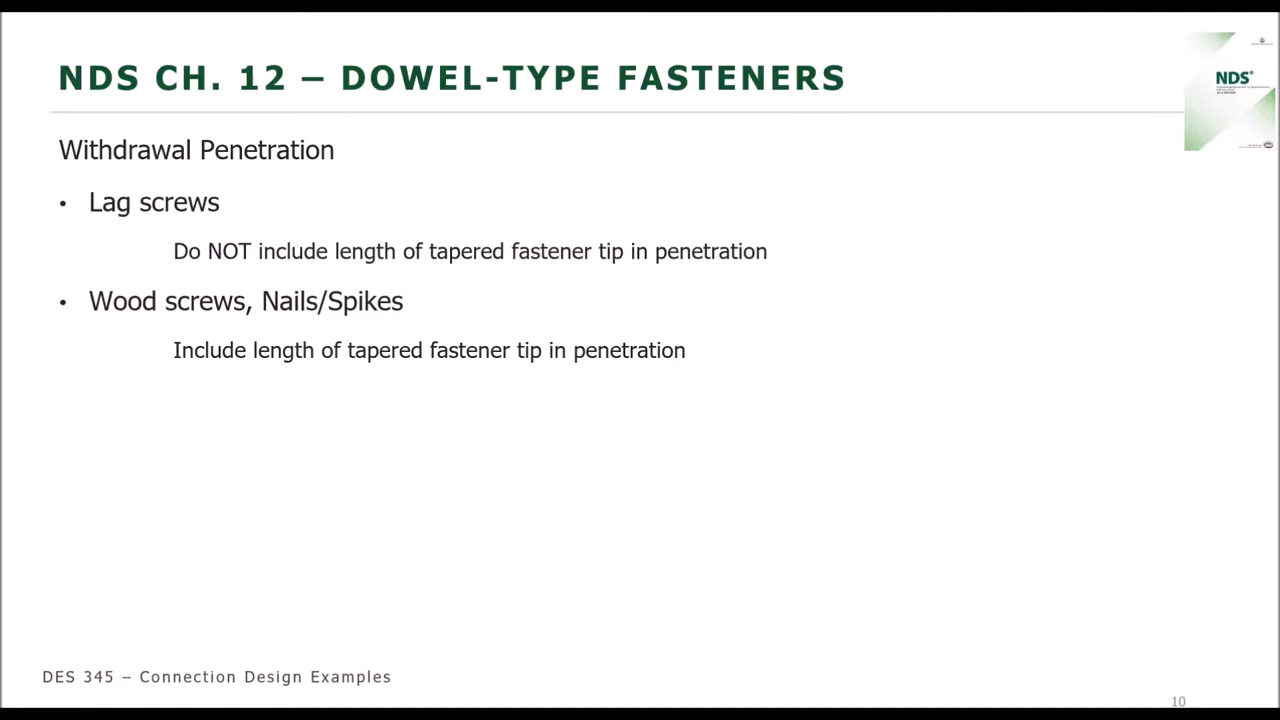 NDS CH. 12 – DOWEL-TYPE FASTENERS
NDS®
Withdrawal Penetration
• Lag screws
Do NOT include length of tapered fastener tip in penetration
• Wood screws, Nails/Spikes
Include length of tapered fastener tip in penetration
DES 345 – Connection Design Examples
10